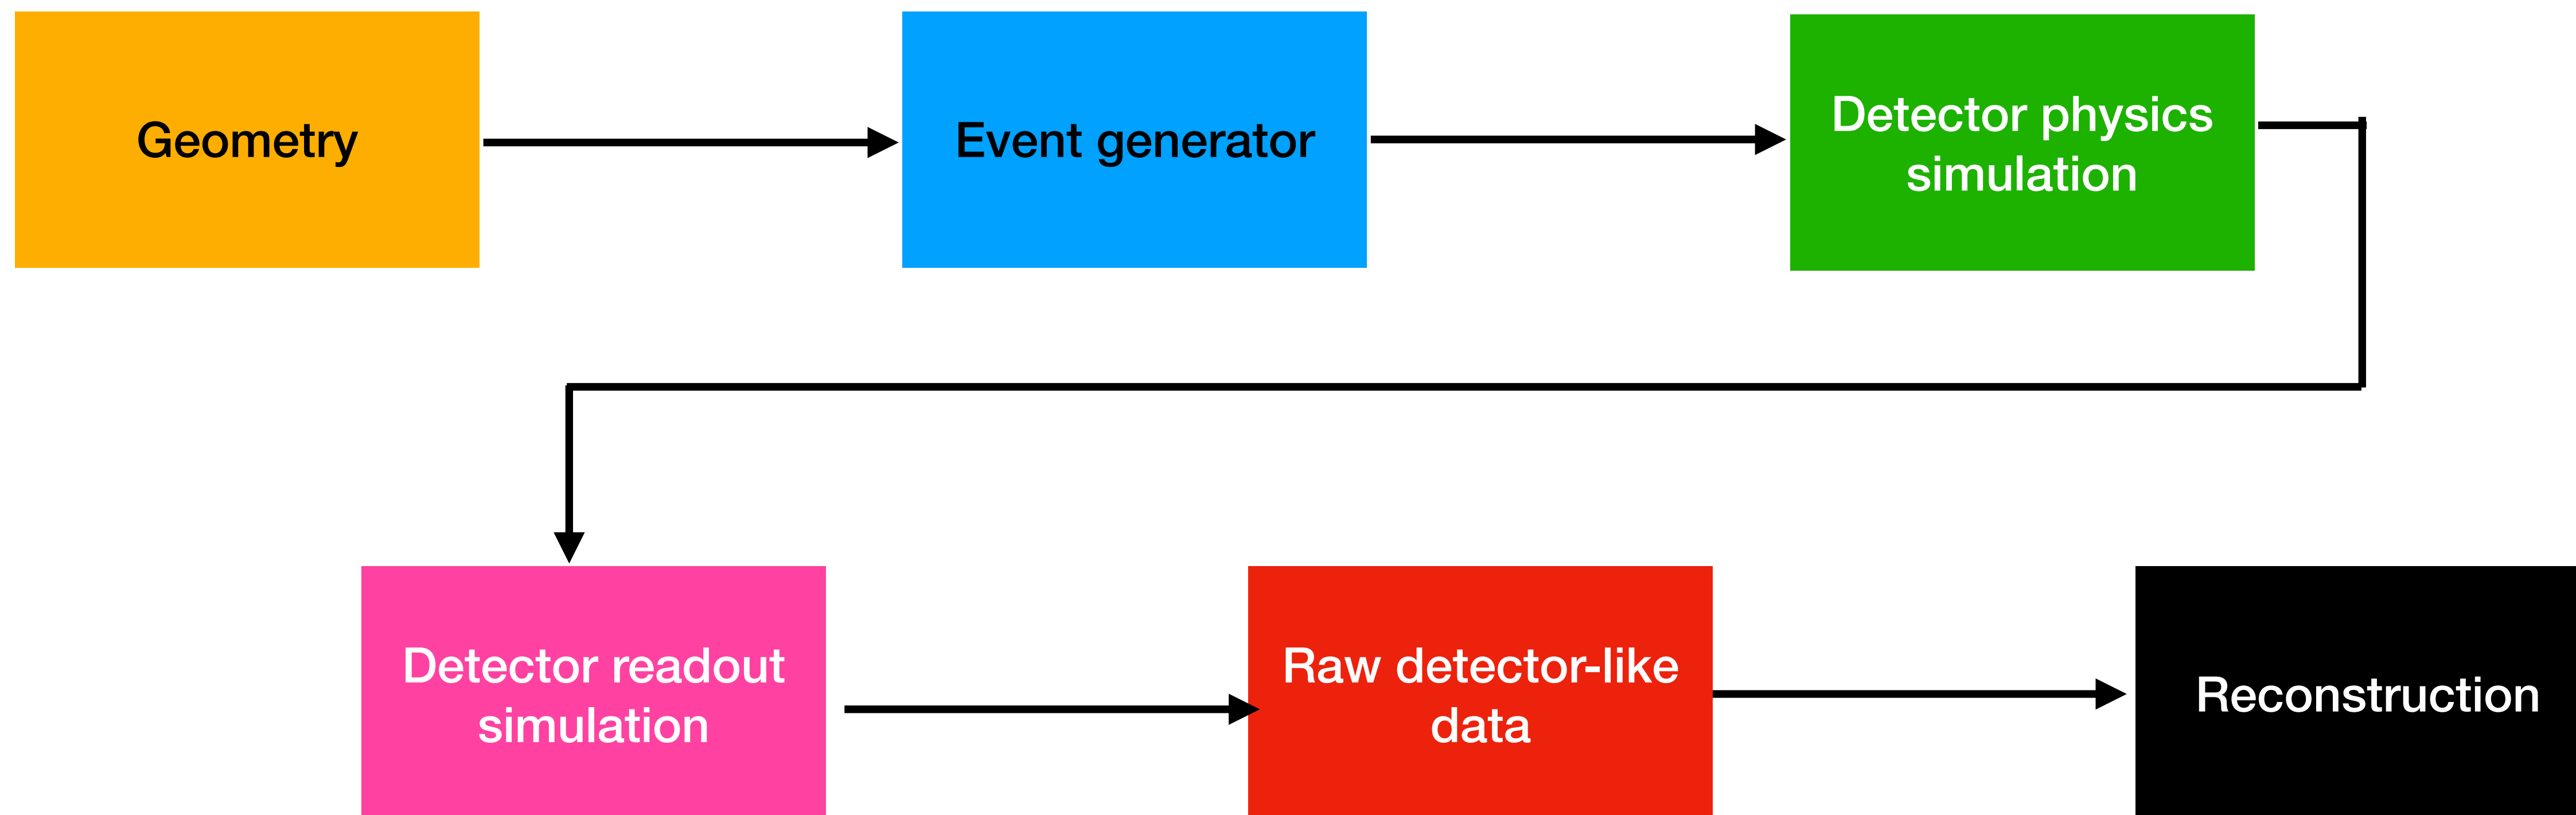 Geometry
Event generator
Detector physics
simulation
Detector readout
simulation
Raw detector-like
data
Reconstruction